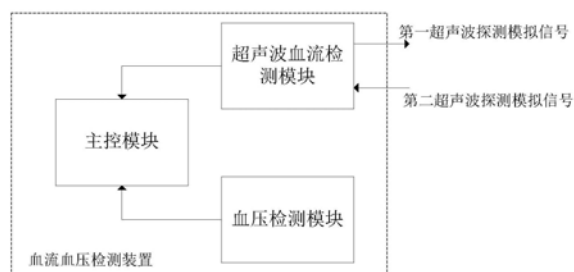 超声波血流检
测模块
第一超声波探测模拟信号
第二超声波探测模拟信号
主控模块
血压检测模块
血流血压检测装置